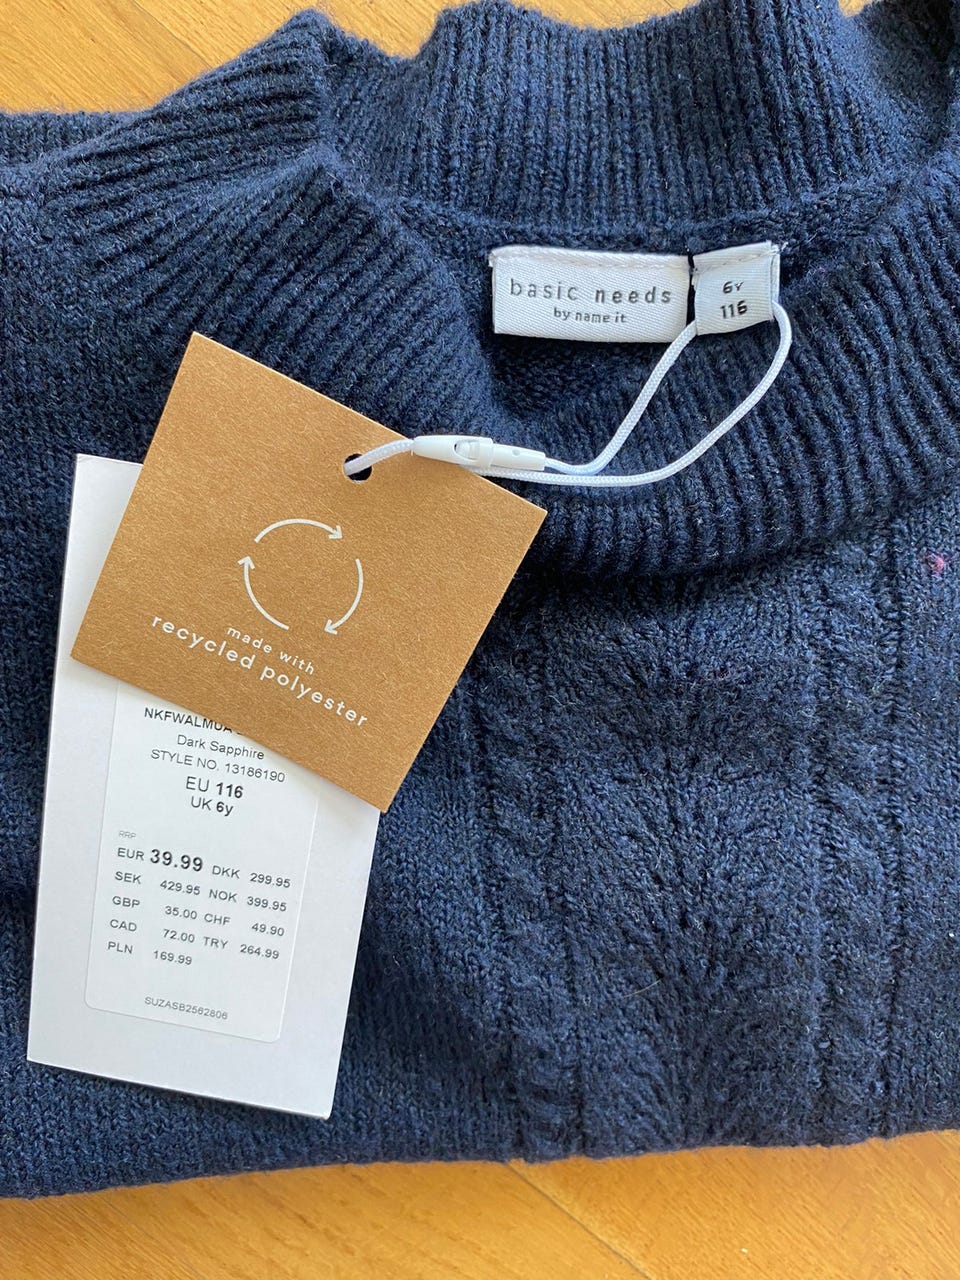 basic needs
by name it
6Y
116
made with
recycled polyester
NKFWALMUA
Dark Sapphire
STYLE NO. 13186190
EU 116
UK 6y
RRP
EUR 39.99 DKK 299.95
SEK 429.95 NOK 399.95
GBP 35.00 CHF 49.90
CAD 72.00 TRY 264.99
PLN 169.99
SUZASB2562806